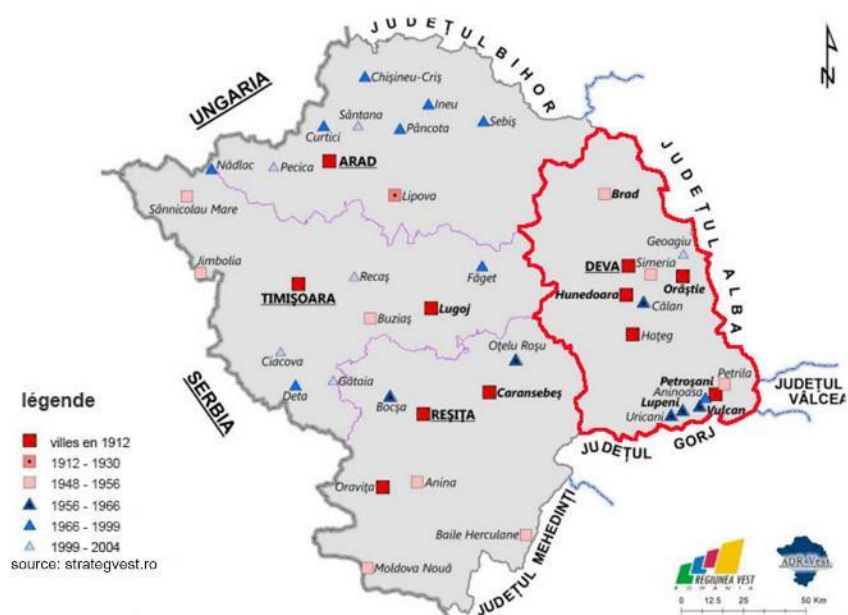 JUDEȚUL BIHOR
UNGARIA
N
Chișineu-Criș
Ineu
Sântana
Sebiș
Curtici
Pâncota
Nădlac
Pecica
ARAD
JUDEȚUL ALBA
Sânnicolau Mare
Lipova
Brad
Geoagiu
Jimbolia
DEVA
Simeria
Recaș
Făget
Orăștie
TIMIȘOARA
Hunedoara
Călan
Lugoj
Buziaș
Hațeg
Oțelu Roșu
Ciacova
Gătaia
Petrila
SERBIA
Deta
Petroșani
JUDEȚUL
VÂLCEA
Caransebeș
Aninoasa
Bocșa
Lupeni
Vulcan
Uricani
légende
REȘIȚA
JUDEȚUL GORJ
villes en 1912
1912 - 1930
1948 - 1956
1956 - 1966
1966 - 1999
1999 - 2004
source: strategvest.ro
Oravița
Anina
Baile Herculane
JUDEȚUL MEHEDINȚI
Moldova Nouă
REGIUNEA VEST
ROMÂNIA
ADR Vest
0 12.5 25 50 Km